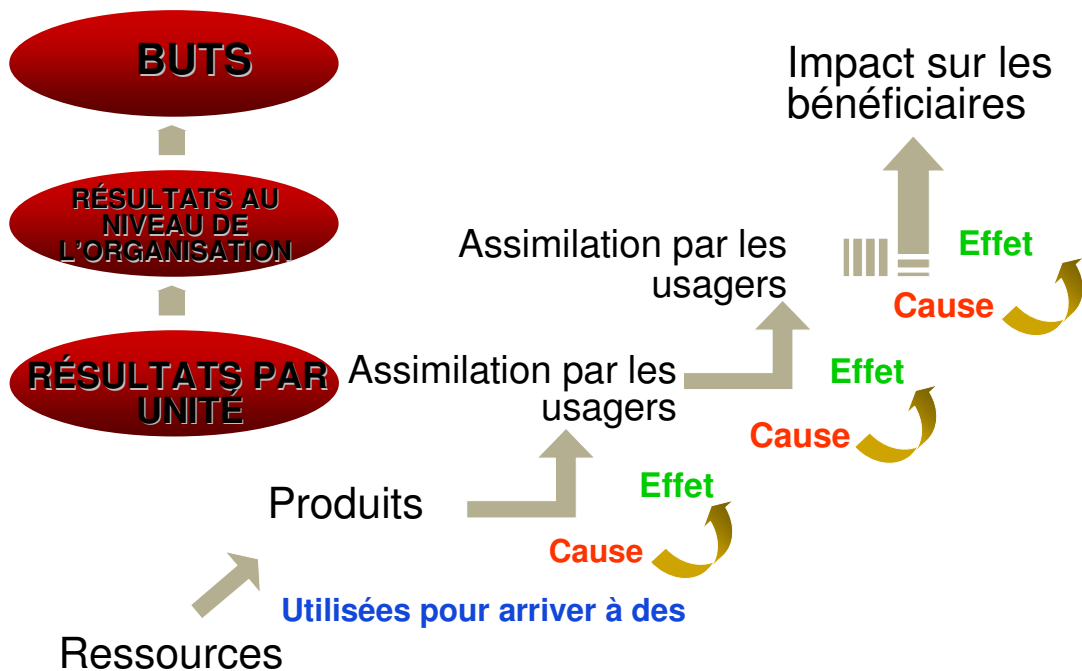 BUTS
Impact sur les
bénéficiaires
RÉSULTATS AU
NIVEAU DE
L'ORGANISATION
Assimilation par les
usagers
Effet
Cause
RÉSULTATS PAR
UNITÉ
Assimilation par les
usagers
Effet
Cause
Produits
Effet
Cause
Utilisées pour arriver à des
Ressources